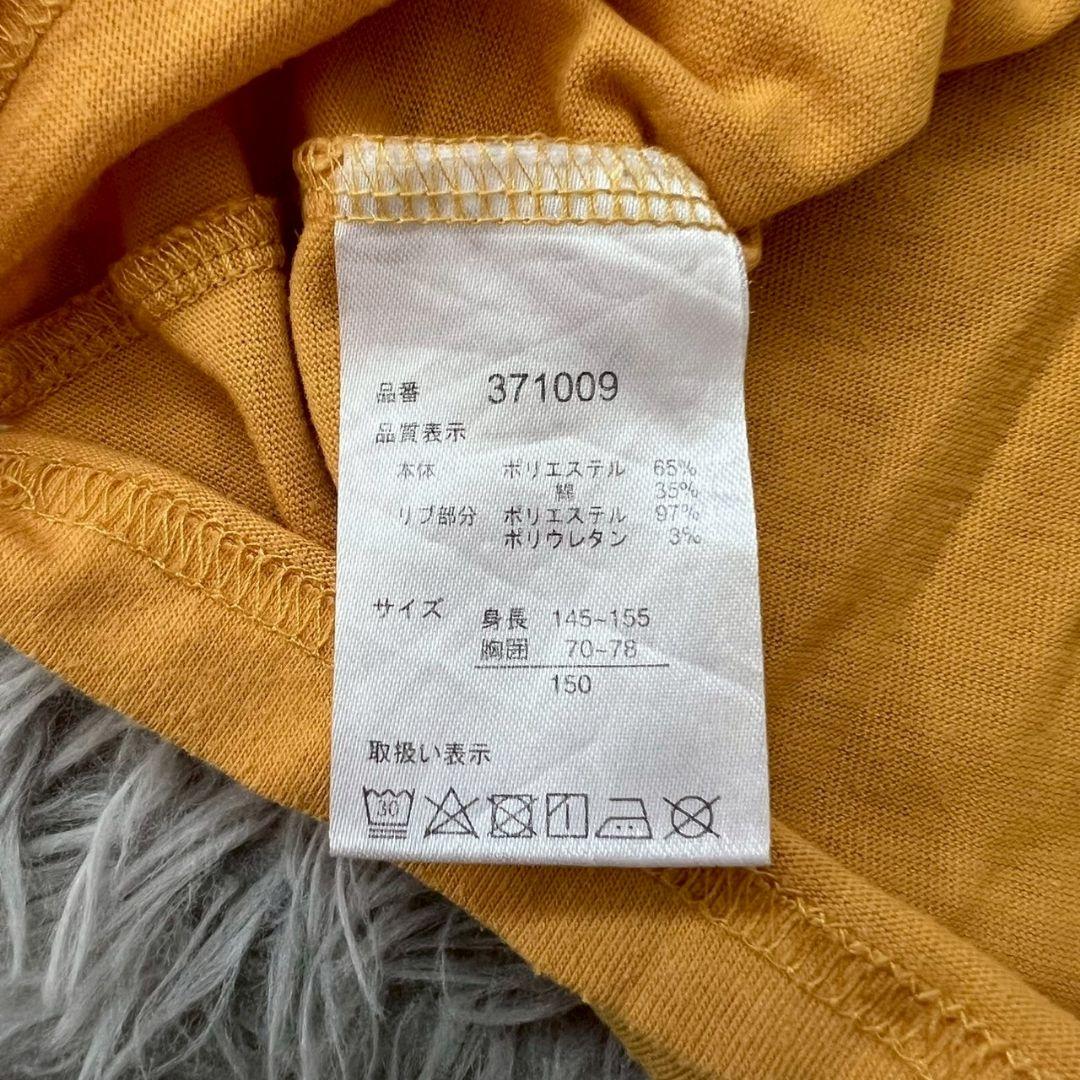 品番 371009
品質表示
本体 ポリエステル 65%
綿 35%
リブ部分 ポリエステル 97%
ポリウレタン 3%
サイズ 身長 145~155
胸囲 70~78
150
取扱い表示
30